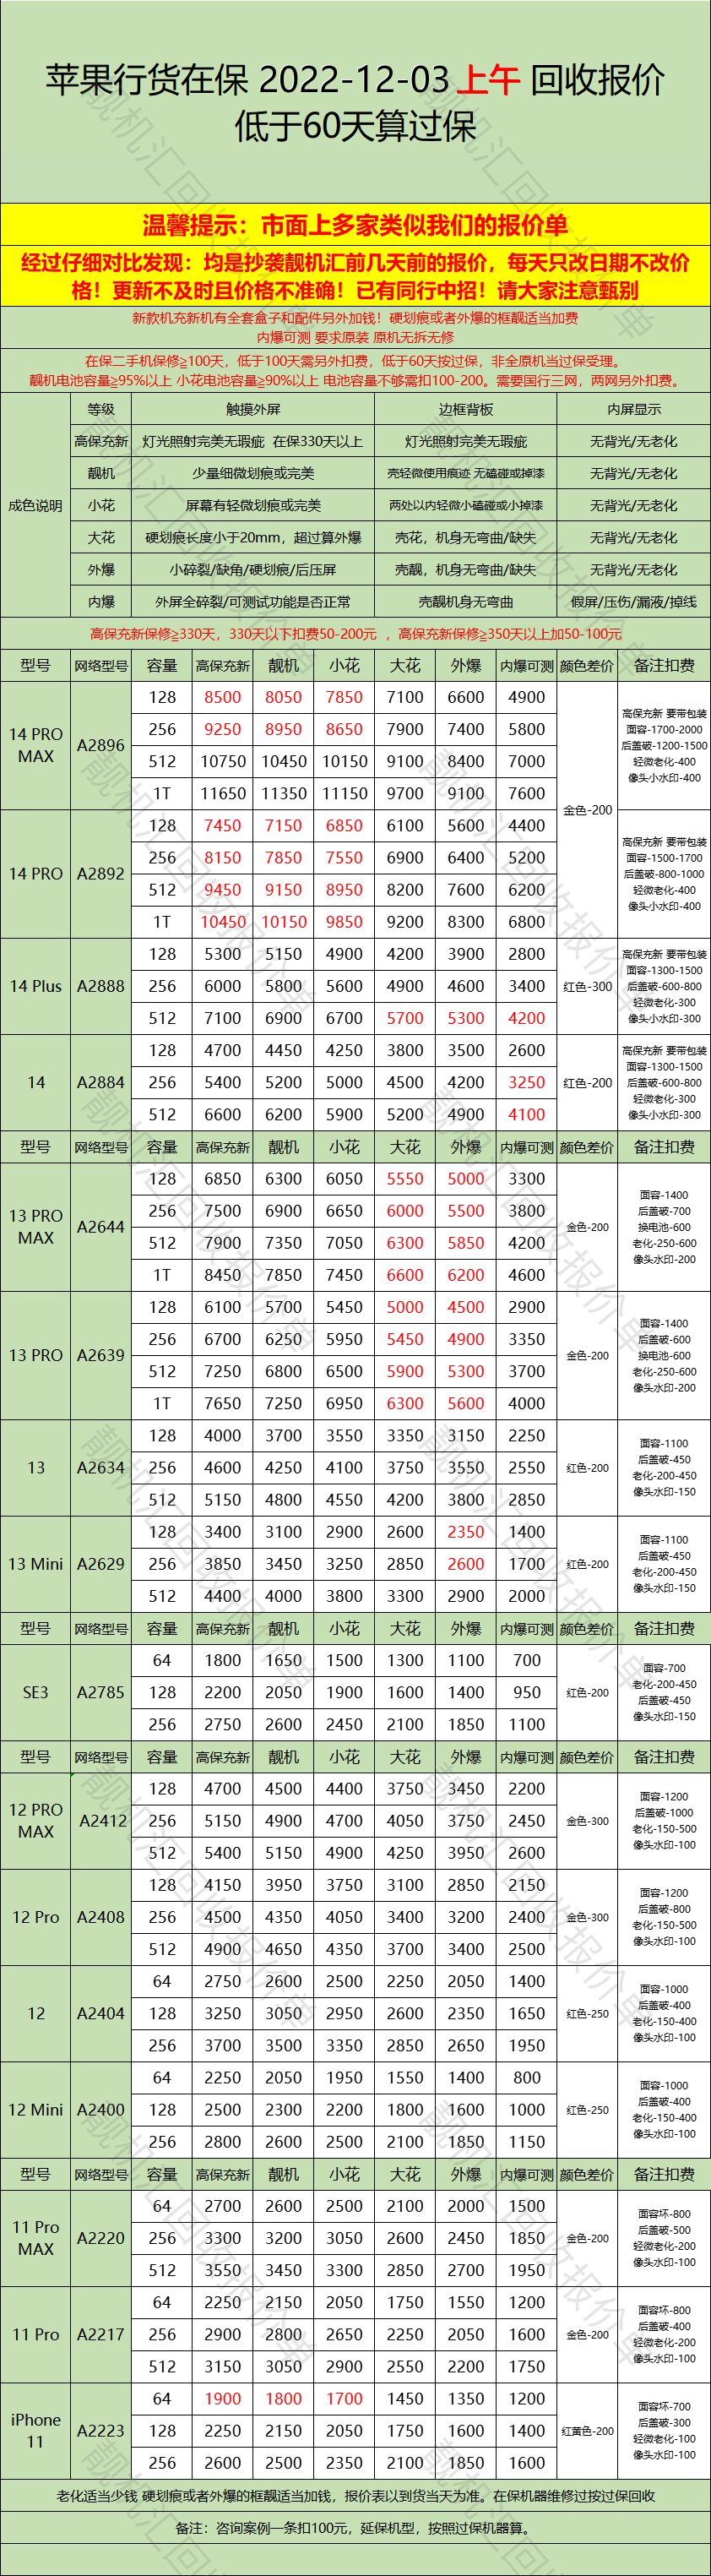 苹果行货在保 2022-12-03 上午 回收报价
低于60天算过保
温馨提示：市面上多家类似我们的报价单
经过仔细对比发现：均是抄袭靓机汇前几天前的报价，每天只改日期不改价
格！更新不及时且价格不准确！已有同行中招！请大家注意甄别
新款机充新机有全套盒子和配件另外加钱！硬划痕或者外爆的框靓适当加费
内爆可测 要求原装 原机无拆无修
在保二手机保修≧100天，低于100天需另外扣费，低于60天按过保，非全原机当过保受理。
靓机电池容量≧95%以上 小花电池容量≧90%以上 电池容量不够需扣100-200。需要国行三网，两网另外扣费。
成色说明
等级 触摸外屏 边框背板 内屏显示
高保充新 灯光照射完美无瑕疵 在保330天以上 灯光照射完美无瑕疵 无背光/无老化
靓机 少量细微划痕或完美 壳轻微使用痕迹 无磕碰或掉漆 无背光/无老化
小花 屏幕有轻微划痕或完美 两处以内轻微小磕碰或小掉漆 无背光/无老化
大花 硬划痕长度小于20mm，超过算外爆 壳花，机身无弯曲/缺失 无背光/无老化
外爆 小碎裂/缺角/硬划痕/后压屏 壳靓，机身无弯曲/缺失 无背光/无老化
内爆 外屏全碎裂/可测试功能是否正常 壳靓机身无弯曲 假屏/压伤/漏液/掉线
高保充新保修≧330天，330天以下扣费50-200元 ，高保充新保修≧350天以上加50-100元
型号 网络型号 容量 高保充新 靓机 小花 大花 外爆 内爆可测 颜色差价 备注扣费
14 PRO
MAX
A2896
128 8500 8050 7850 7100 6600 4900
256 9250 8950 8650 7900 7400 5800
512 10750 10450 10150 9100 8400 7000
1T 11650 11350 11150 9700 9100 7600
金色-200
高保充新 要带包装
面容-1700-2000
后盖破-1200-1500
轻微老化-400
像头小水印-400
14 PRO
A2892
128 7450 7150 6850 6100 5600 4400
256 8150 7850 7550 6900 6400 5200
512 9450 9150 8950 8200 7600 6200
1T 10450 10150 9850 9200 8300 6800
高保充新 要带包装
面容-1500-1700
后盖破-800-1000
轻微老化-400
像头小水印-400
14 Plus
A2888
128 5300 5150 4900 4200 3900 2800
256 6000 5800 5600 4900 4600 3400
512 7100 6900 6700 5700 5300 4200
红色-300
高保充新 要带包装
面容-1300-1500
后盖破-600-800
轻微老化-300
像头小水印-300
14
A2884
128 4700 4450 4250 3800 3500 2600
256 5400 5200 5000 4500 4200 3250
512 6600 6200 5900 5200 4900 4100
红色-200
高保充新 要带包装
面容-1300-1500
后盖破-600-800
轻微老化-300
像头小水印-300
型号 网络型号 容量 高保充新 靓机 小花 大花 外爆 内爆可测 颜色差价 备注扣费
13 PRO
MAX
A2644
128 6850 6300 6050 5550 5000 3300
256 7500 6900 6650 6000 5500 3800
512 7900 7350 7050 6300 5850 4200
1T 8450 7850 7450 6600 6200 4600
金色-200
面容-1400
后盖破-700
换电池-600
老化-250-600
像头水印-200
13 PRO
A2639
128 6100 5700 5450 5000 4500 2900
256 6700 6250 5950 5450 4900 3350
512 7250 6800 6500 5900 5300 3700
1T 7650 7250 6950 6300 5600 4000
金色-200
面容-1400
后盖破-600
换电池-600
老化-250-600
像头水印-200
13
A2634
128 4000 3700 3550 3350 3150 2250
256 4600 4250 4100 3750 3550 2550
512 5150 4800 4550 4200 3800 2850
红色-200
面容-1100
后盖破-450
老化-200-450
像头水印-150
13 Mini
A2629
128 3400 3100 2900 2600 2350 1400
256 3850 3450 3250 2850 2600 1700
512 4400 4000 3800 3300 2900 2000
红色-200
面容-1100
后盖破-450
老化-200-450
像头水印-150
型号 网络型号 容量 高保充新 靓机 小花 大花 外爆 内爆可测 颜色差价 备注扣费
SE3
A2785
64 1800 1650 1500 1300 1100 700
128 2200 2050 1900 1600 1400 950
256 2750 2600 2450 2100 1850 1100
红色-200
面容-700
老化-200-450
后盖破-450
像头水印-150
型号 网络型号 容量 高保充新 靓机 小花 大花 外爆 内爆可测 颜色差价 备注扣费
12 PRO
MAX
A2412
128 4700 4500 4400 3750 3450 2200
256 5150 4900 4700 4050 3750 2450
512 5400 5150 4900 4250 3950 2600
金色-300
面容-1200
后盖破-1000
老化-150-500
像头水印-100
12 Pro
A2408
128 4150 3950 3750 3100 2850 2150
256 4500 4350 4050 3400 3200 2400
512 4900 4650 4350 3700 3400 2500
金色-300
面容-1200
后盖破-800
老化-150-500
像头水印-100
12
A2404
64 2750 2600 2500 2250 2050 1400
128 3250 3050 2950 2600 2350 1650
256 3700 3500 3350 2850 2650 1950
红色-250
面容-1000
后盖破-400
老化-150-400
像头水印-100
12 Mini
A2400
64 2250 2050 1950 1550 1400 800
128 2500 2300 2200 1800 1600 1000
256 2800 2600 2500 2100 1850 1150
红色-250
面容-1000
后盖破-400
老化-150-400
像头水印-100
型号 网络型号 容量 高保充新 靓机 小花 大花 外爆 内爆可测 颜色差价 备注扣费
11 Pro
MAX
A2220
64 2700 2600 2500 2100 2000 1500
256 3300 3200 3050 2600 2450 1850
512 3550 3450 3300 2850 2700 1950
金色-200
面容坏-800
后盖破-500
轻微老化-200
像头水印-100
11 Pro
A2217
64 2250 2150 2050 1750 1550 1200
256 2900 2800 2650 2250 2050 1600
512 3150 3050 2900 2550 2200 1750
金色-200
面容坏-800
后盖破-400
轻微老化-200
像头水印-100
iPhone
11
A2223
64 1900 1800 1700 1450 1350 1200
128 2250 2150 2050 1750 1600 1400
256 2600 2500 2350 2100 1850 1600
红黄色-200
面容坏-700
后盖破-300
轻微老化-100
像头水印-100
老化适当少钱 硬划痕或者外爆的框靓适当加钱，报价表以到货当天为准。在保机器维修过按过保回收
备注：咨询案例一条扣100元，延保机型，按照过保机器算。
靓机汇回收报价单